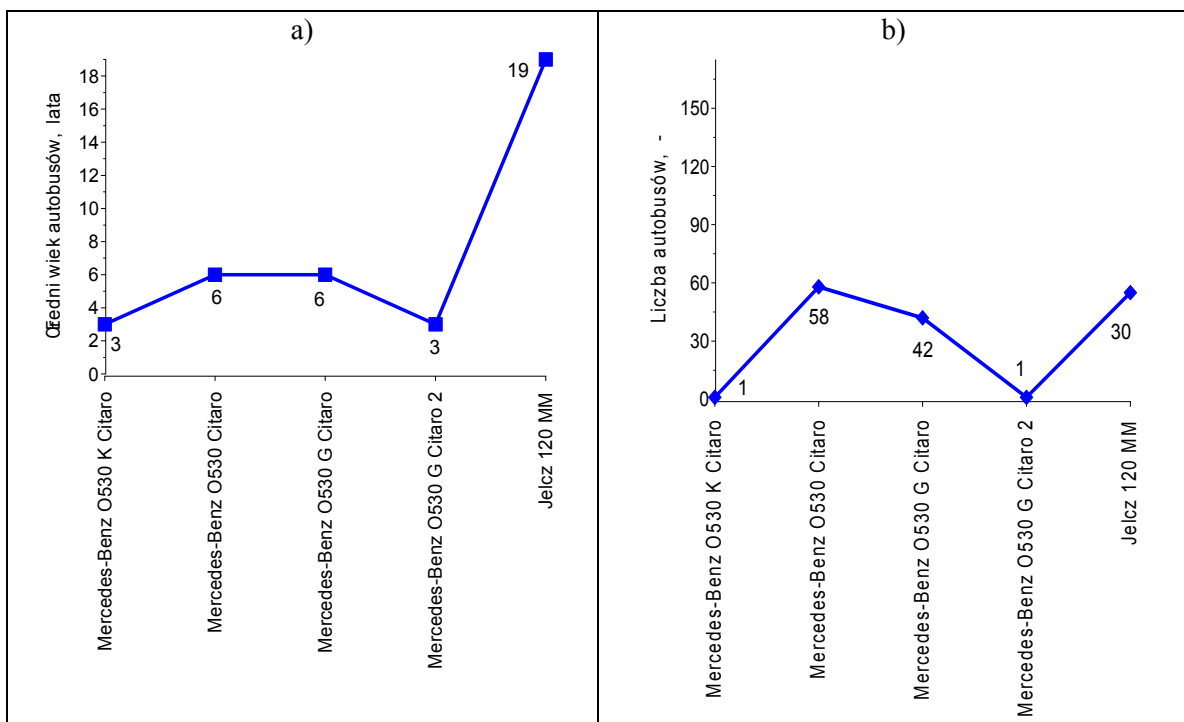 a)
Œredni wiek autobusów, lata
18
16
14
12
10
8
6
4
2
0
3
6
6
3
19
Mercedes-Benz O530 K Citaro
Mercedes-Benz O530 Citaro
Mercedes-Benz O530 G Citaro
Mercedes-Benz O530 G Citaro 2
Jelcz 120 MM
b)
Liczba autobusów, -
150
120
90
60
30
0
1
58
42
1
30
Mercedes-Benz O530 K Citaro
Mercedes-Benz O530 Citaro
Mercedes-Benz O530 G Citaro
Mercedes-Benz O530 G Citaro 2
Jelcz 120 MM